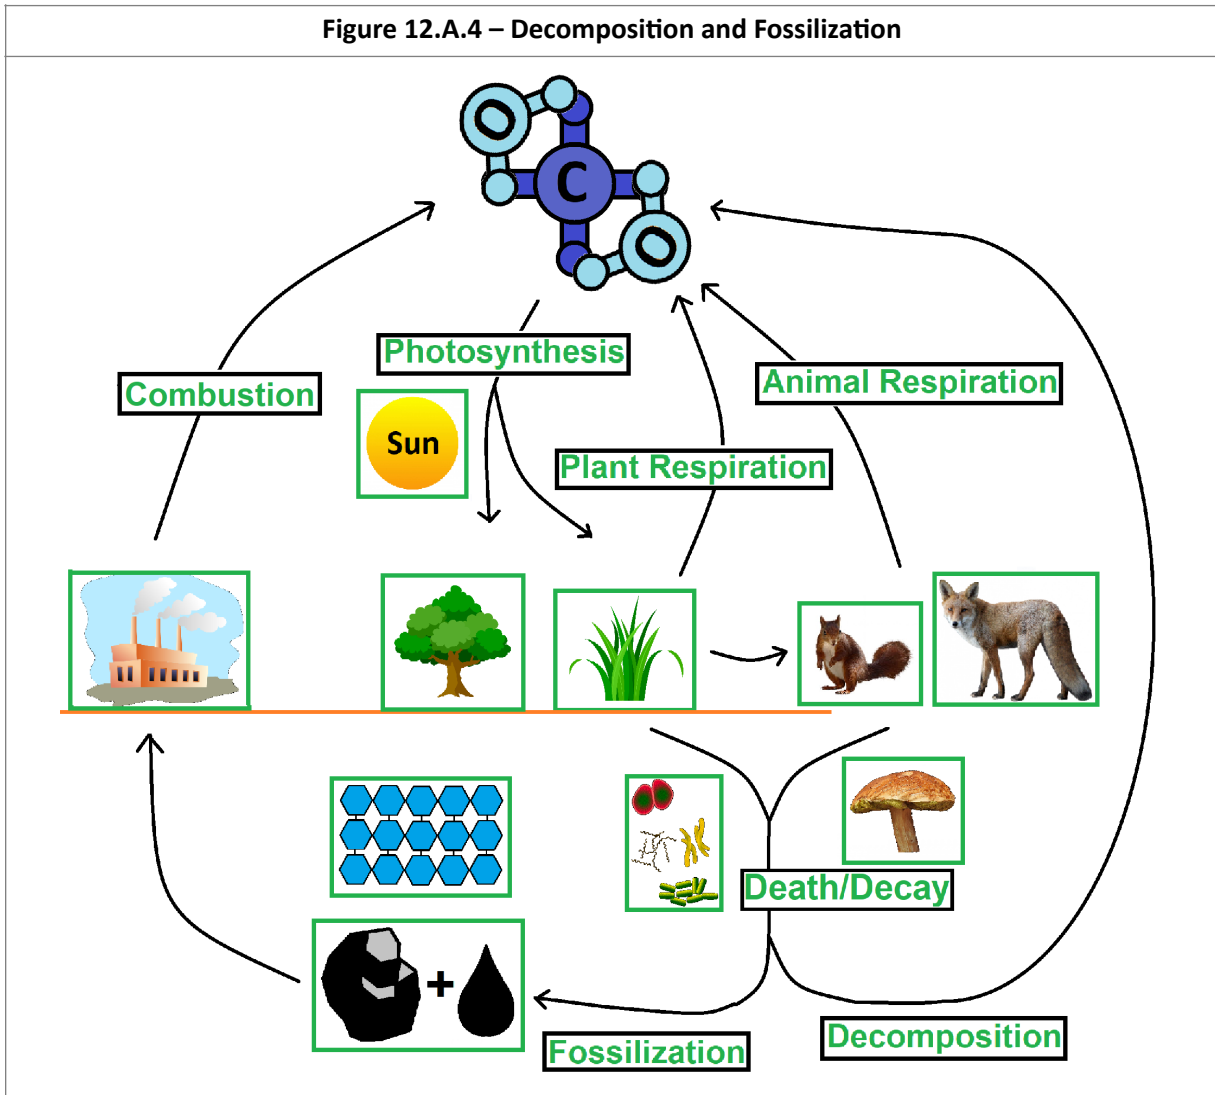 Figure 12.A.4 – Decomposition and Fossilization
O
C
O
Photosynthesis
Combustion
Animal Respiration
Sun
Plant Respiration
Death/Decay
+
Fossilization
Decomposition